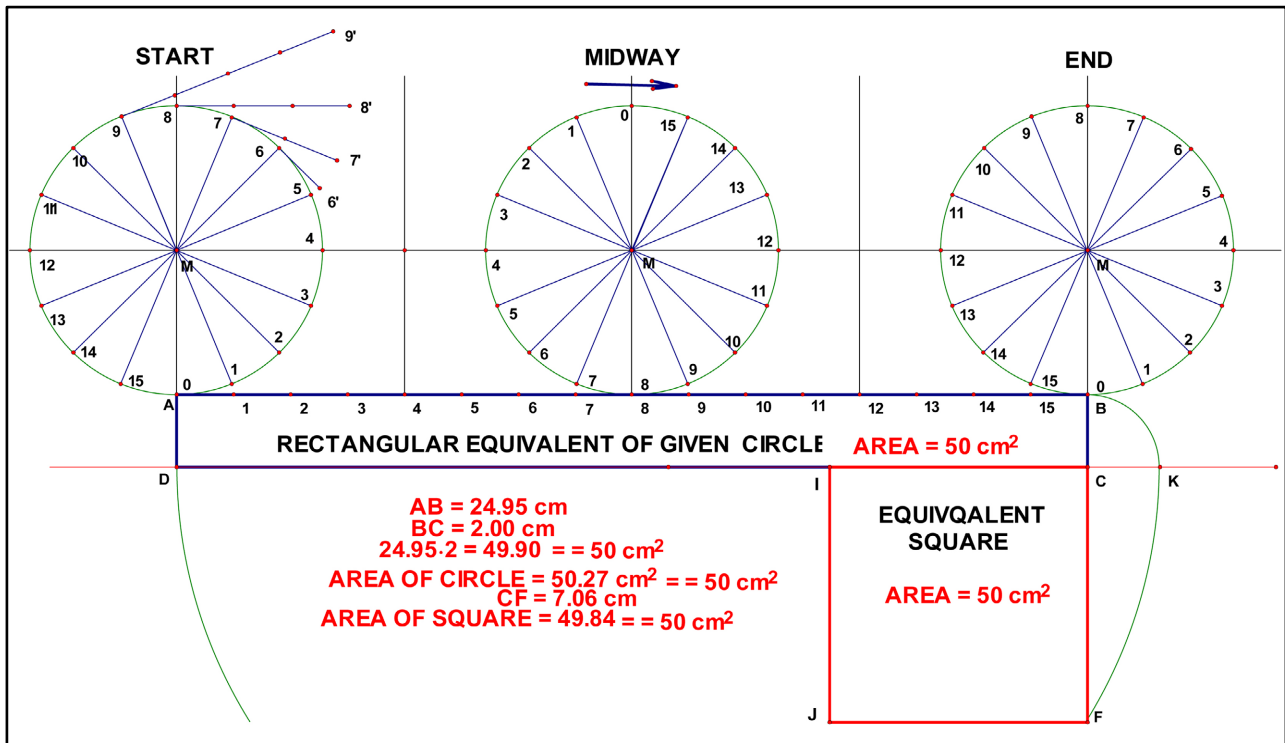 START
MIDWAY
END
9'
8'
7'
6'
8
9
7
10
6
11
5
12
4
M
13
3
14
2
15
1
0
0
1
15
2
14
3
13
4
12
M
5
11
6
10
7
9
8
8
9
7
10
6
11
5
12
4
M
13
3
14
2
15
1
0
A
1
2
3
4
5
6
7
8
9
10
11
12
13
14
15
B
RECTANGULAR EQUIVALENT OF GIVEN CIRCLE
AREA = 50 cm²
D
I
C
K
AB = 24.95 cm
BC = 2.00 cm
24.95·2 = 49.90 = = 50 cm²
AREA OF CIRCLE = 50.27 cm² = = 50 cm²
CF = 7.06 cm
AREA OF SQUARE = 49.84 = = 50 cm²
EQUIVQALENT
SQUARE
AREA = 50 cm²
J
F